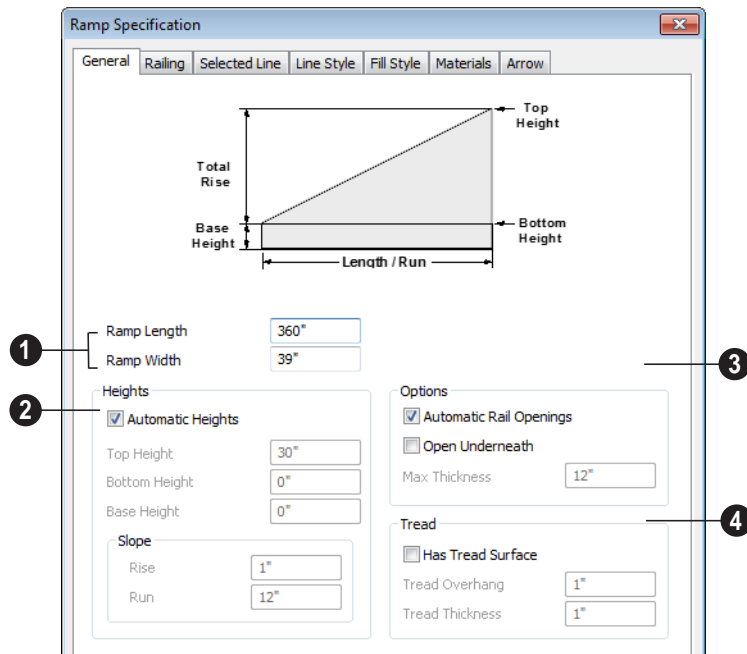 Ramp Specification
General Railing Selected Line Line Style Fill Style Materials Arrow
Top
Height
Total
Rise
Base
Height
Bottom
Height
Length / Run
1
Ramp Length 360"
Ramp Width 39"
3
2
Heights
Automatic Heights
Top Height 30"
Bottom Height 0"
Base Height 0"
Slope
Rise 1"
Run 12"
Options
Automatic Rail Openings
Open Underneath
Max Thickness 12"
4
Tread
Has Tread Surface
Tread Overhang 1"
Tread Thickness 1"